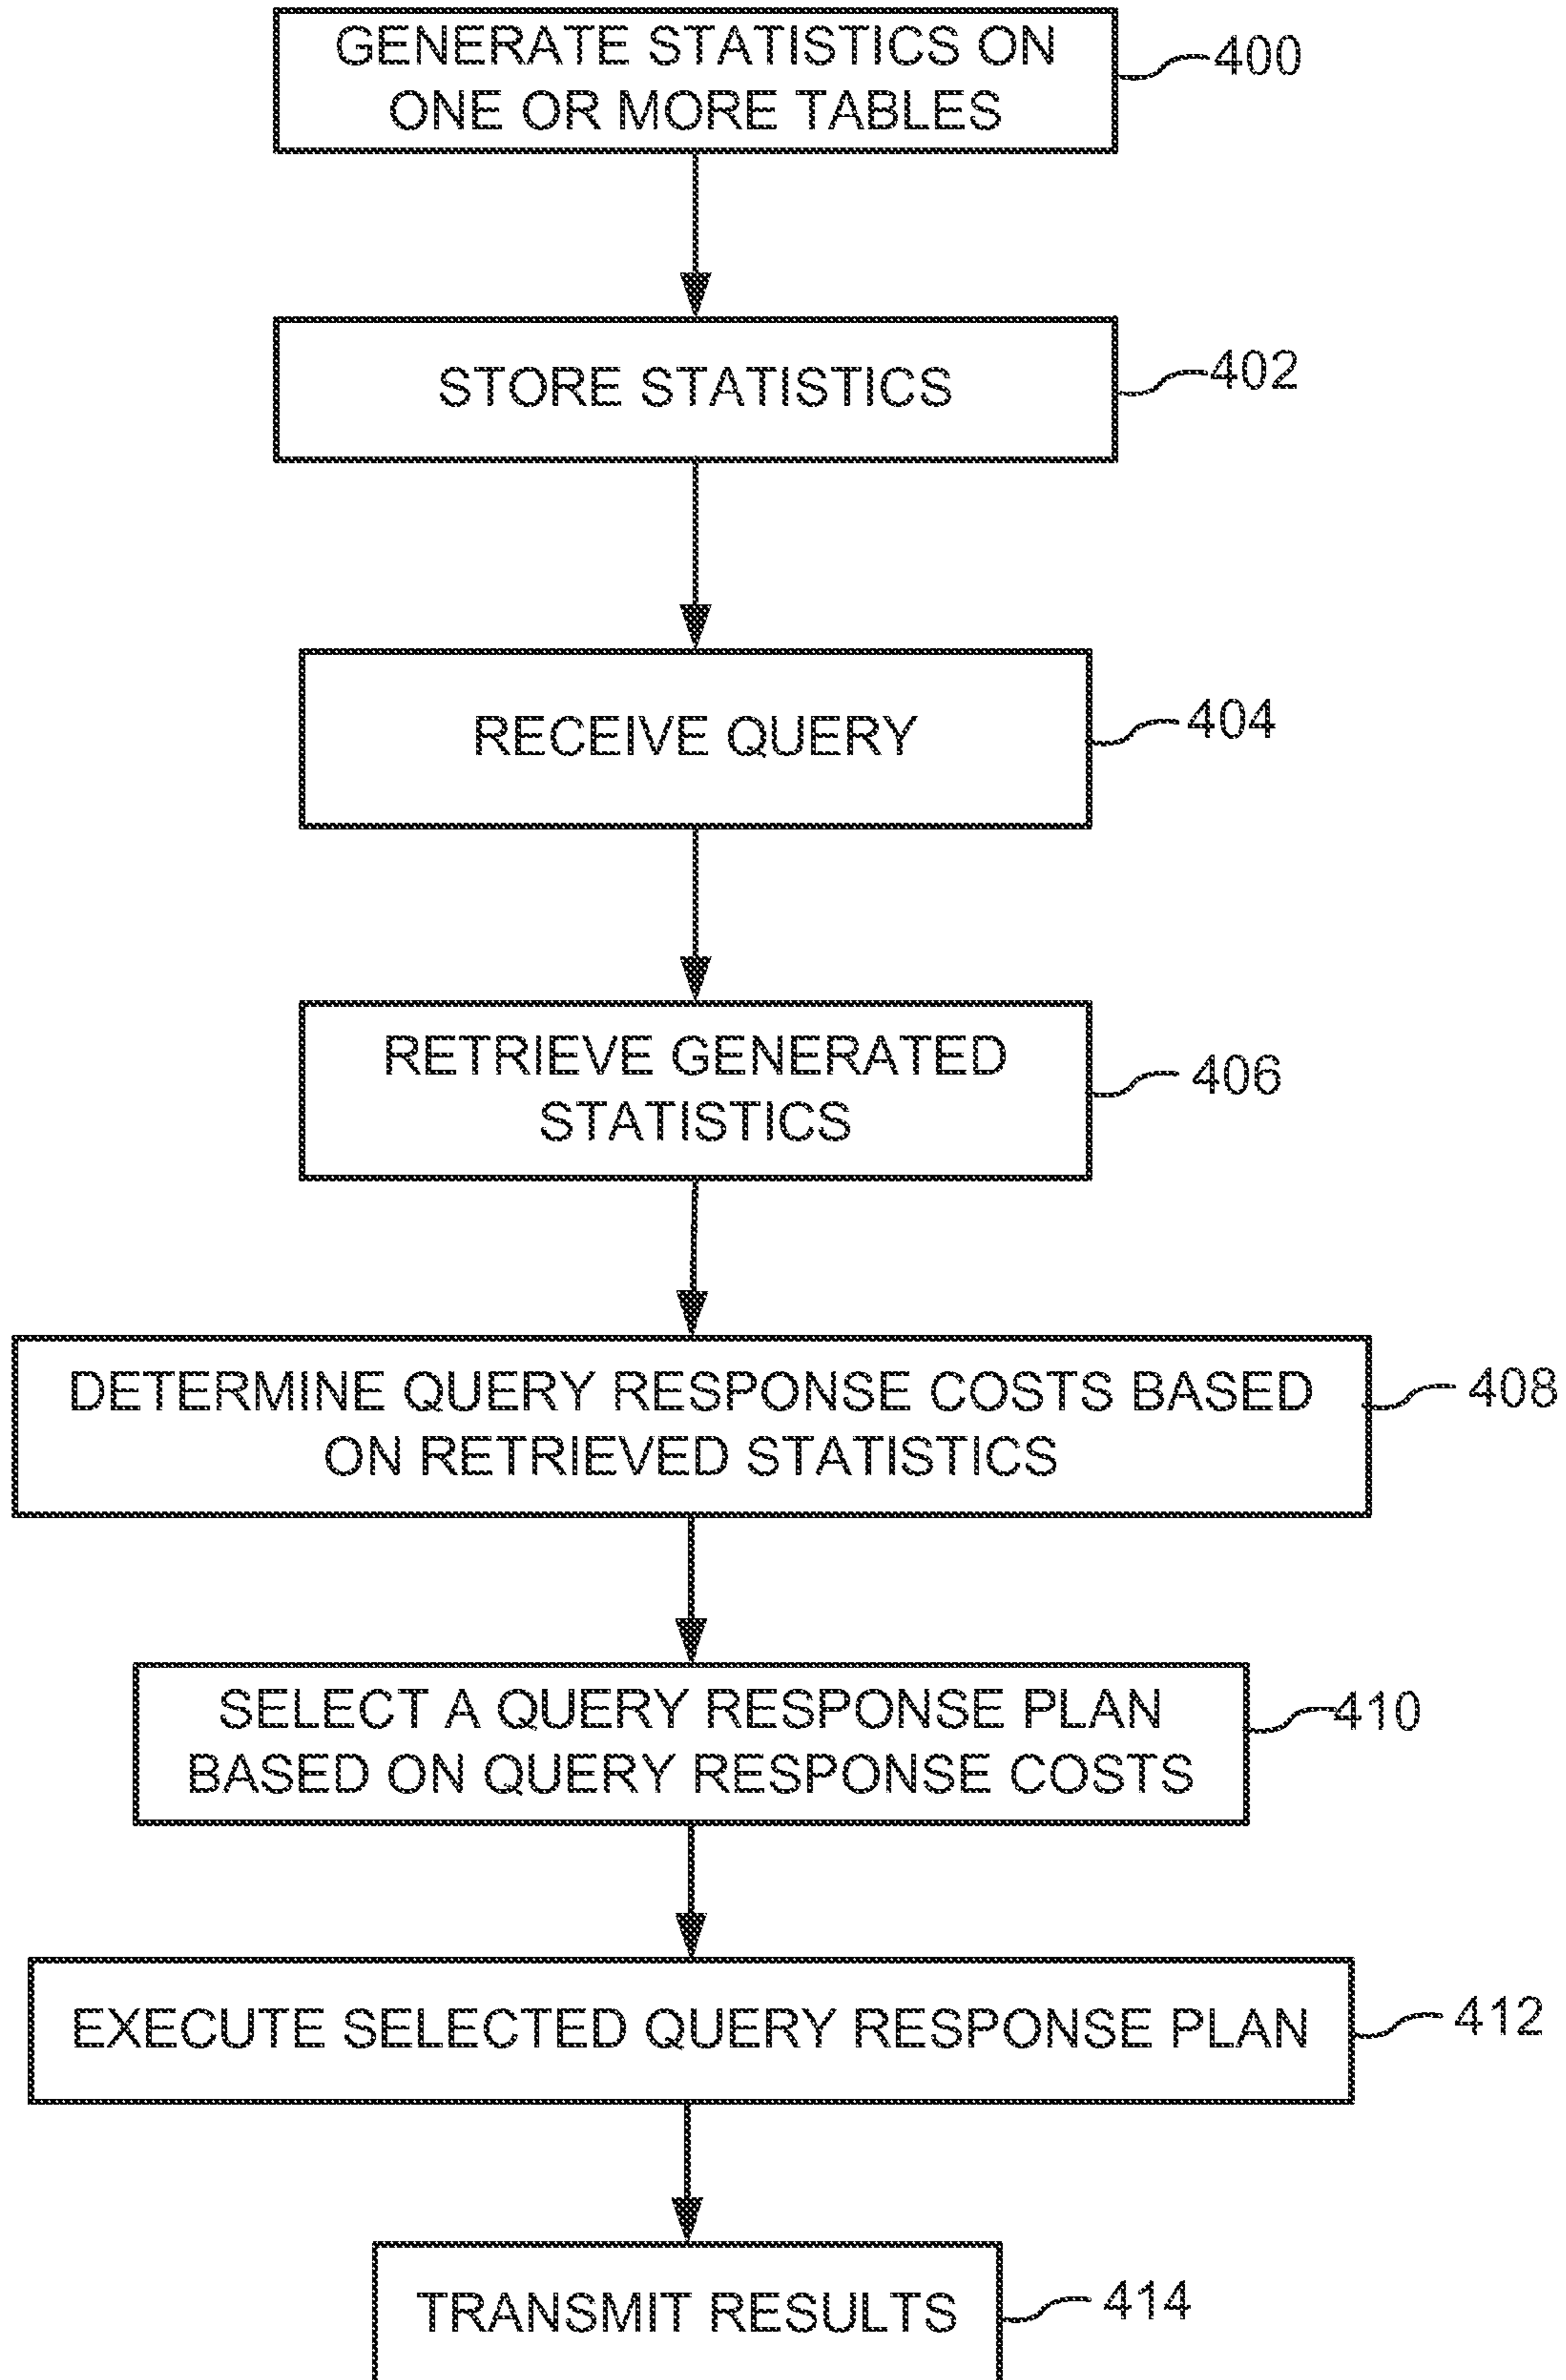 GENERATE STATISTICS ON
ONE OR MORE TABLES
400
STORE STATISTICS
402
RECEIVE QUERY
404
RETRIEVE GENERATED
STATISTICS
406
DETERMINE QUERY RESPONSE COSTS BASED
ON RETRIEVED STATISTICS
408
SELECT A QUERY RESPONSE PLAN
BASED ON QUERY RESPONSE COSTS
410
EXECUTE SELECTED QUERY RESPONSE PLAN
412
TRANSMIT RESULTS
414